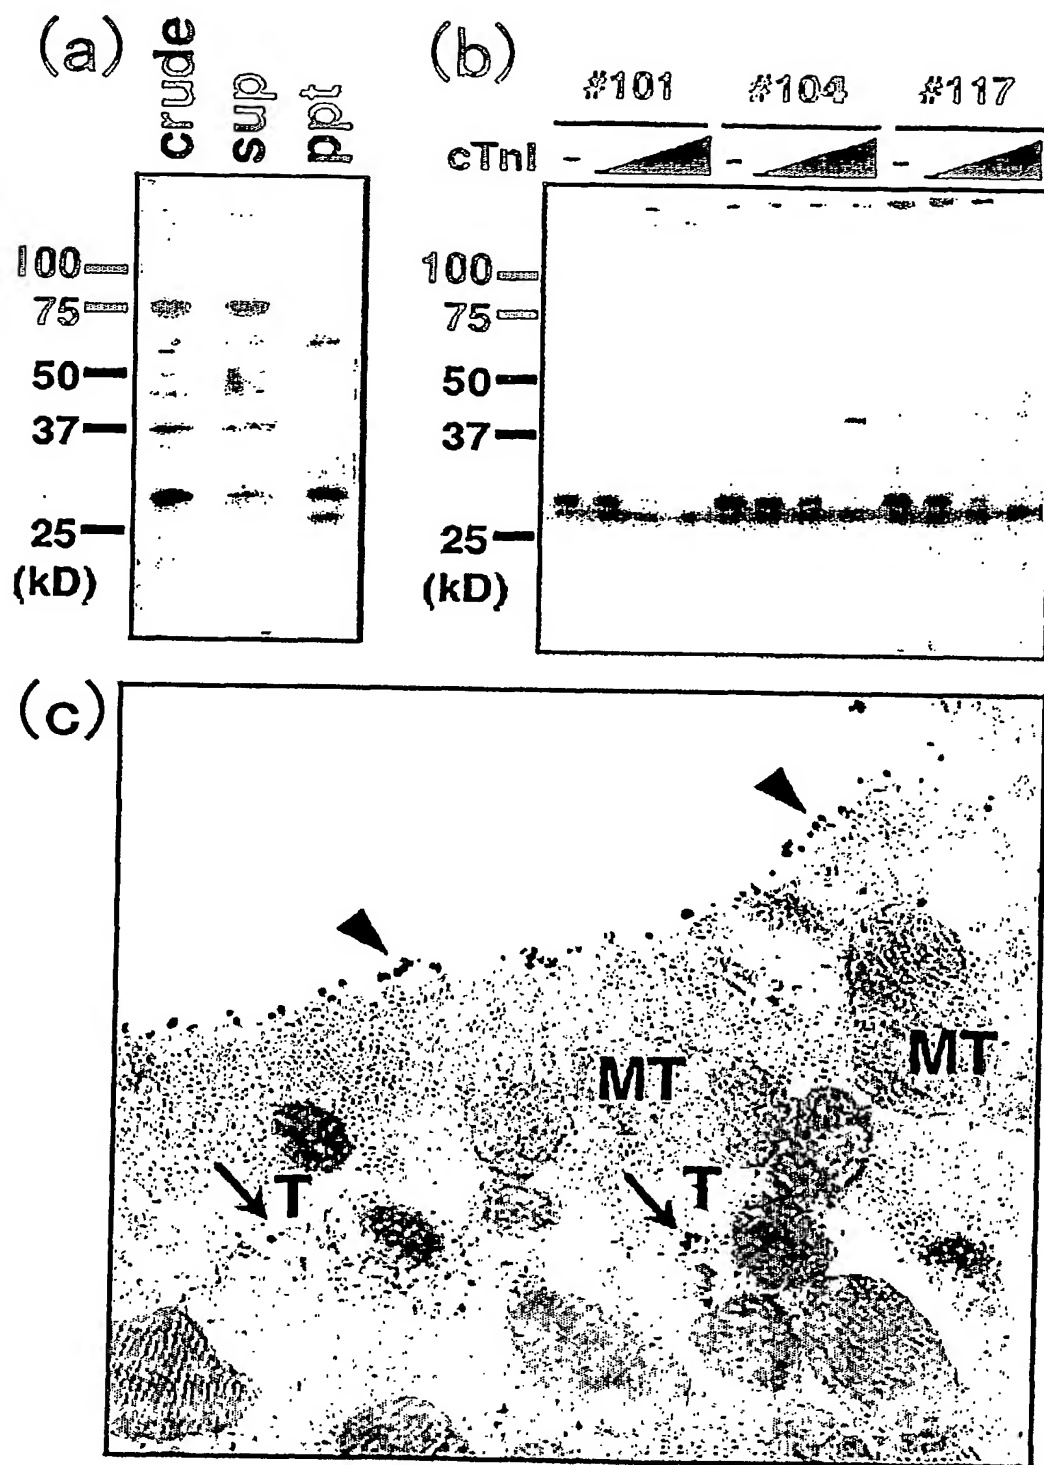 (a)
crude
sup
ppt
100
75
50
37
25
(kD)
(b)
#101 #104 #117
cTnI - - -
100
75
50
37
25
(kD)
(c)
MT MT
T T